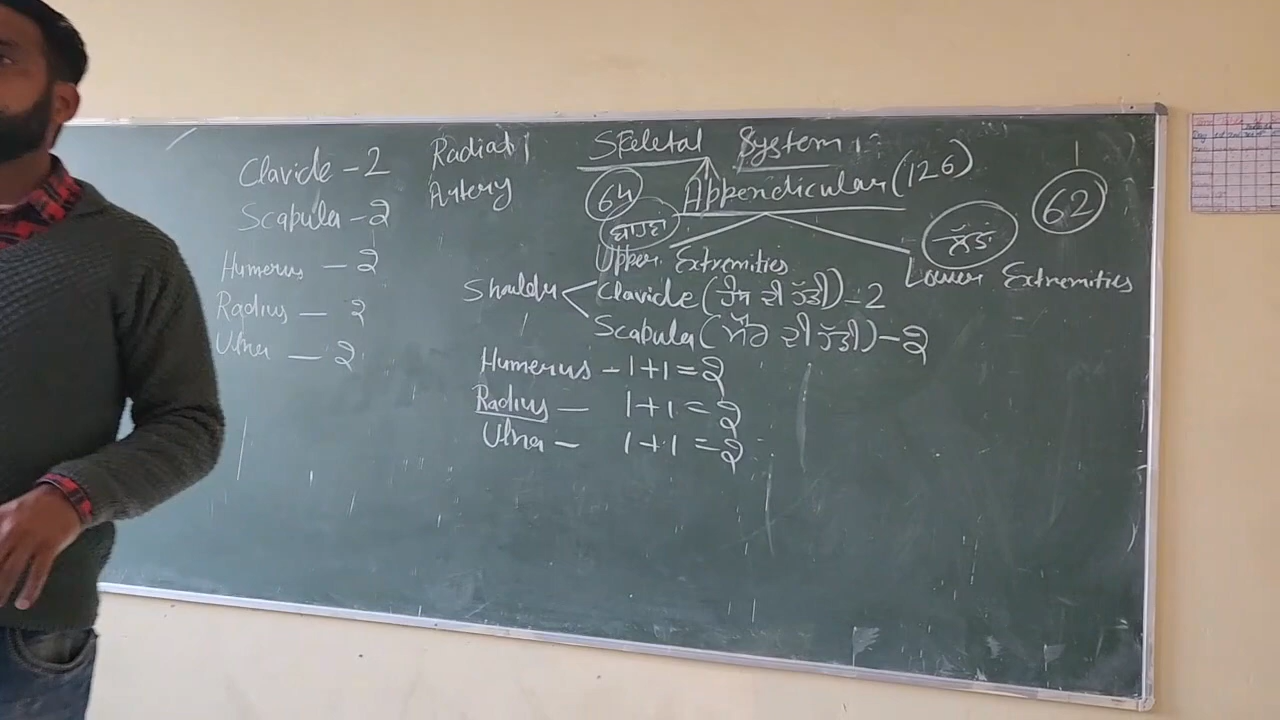 Skeletal System
Appendicular (126)
64
62
ਬਾਹਾਂ
ਲੱਤਾਂ
Upper Extremities
Lower Extremities
Shoulder
Clavicle (ਹੰਸ ਦੀ ਹੱਡੀ) - 2
Scapula (ਮੌਰ ਦੀ ਹੱਡੀ) - 2
Humerus - 1+1=2
Radius - 1+1=2
Ulna - 1+1=2
Radial
Artery
Clavicle - 2
Scapula - 2
Humerus - 2
Radius - 2
Ulna - 2